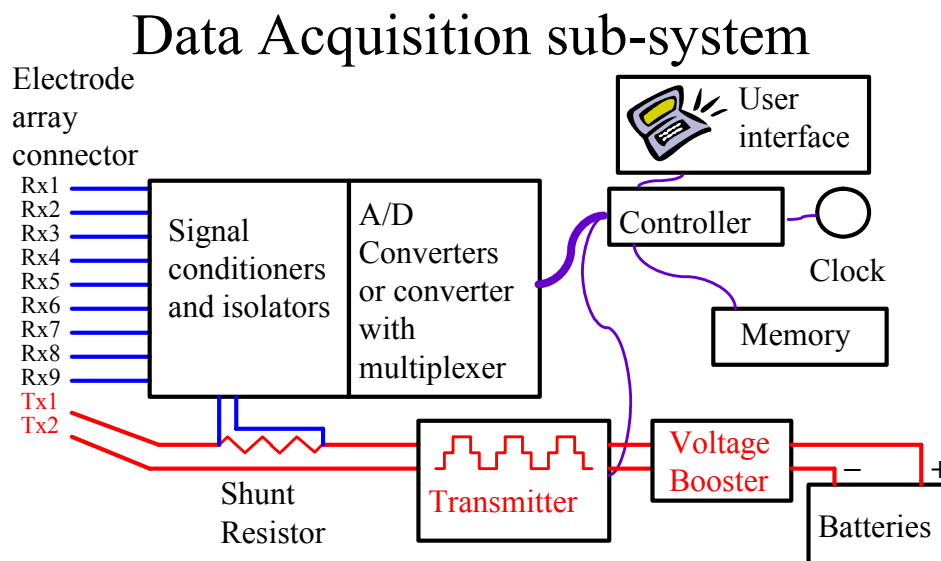 Data Acquisition sub-system
Electrode
array
connector
Rx1
Rx2
Rx3
Rx4
Rx5
Rx6
Rx7
Rx8
Rx9
Tx1
Tx2
Signal
conditioners
and isolators
A/D
Converters
or converter
with
multiplexer
User
interface
Controller
Clock
Memory
Shunt
Resistor
Transmitter
Voltage
Booster
− +
Batteries